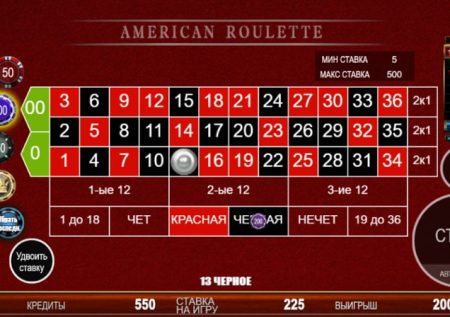 AMERICAN ROULETTE
МИН СТАВКА 5
МАКС СТАВКА 500
50
00 3 6 9 12 15 18 21 24 27 30 33 36 2к1
2 5 8 11 14 17 20 23 26 29 32 35 2к1
0 1 4 7 10 16 19 22 25 28 31 34 2к1
1-ые 12 2-ые 12 3-ие 12
1 до 18 ЧЕТ КРАСНАЯ 200 НЕЧЕТ 19 до 36
Удвоить ставку
13 ЧЕРНОЕ
КРЕДИТЫ 550 СТАВКА НА ИГРУ 225 ВЫИГРЫШ 200